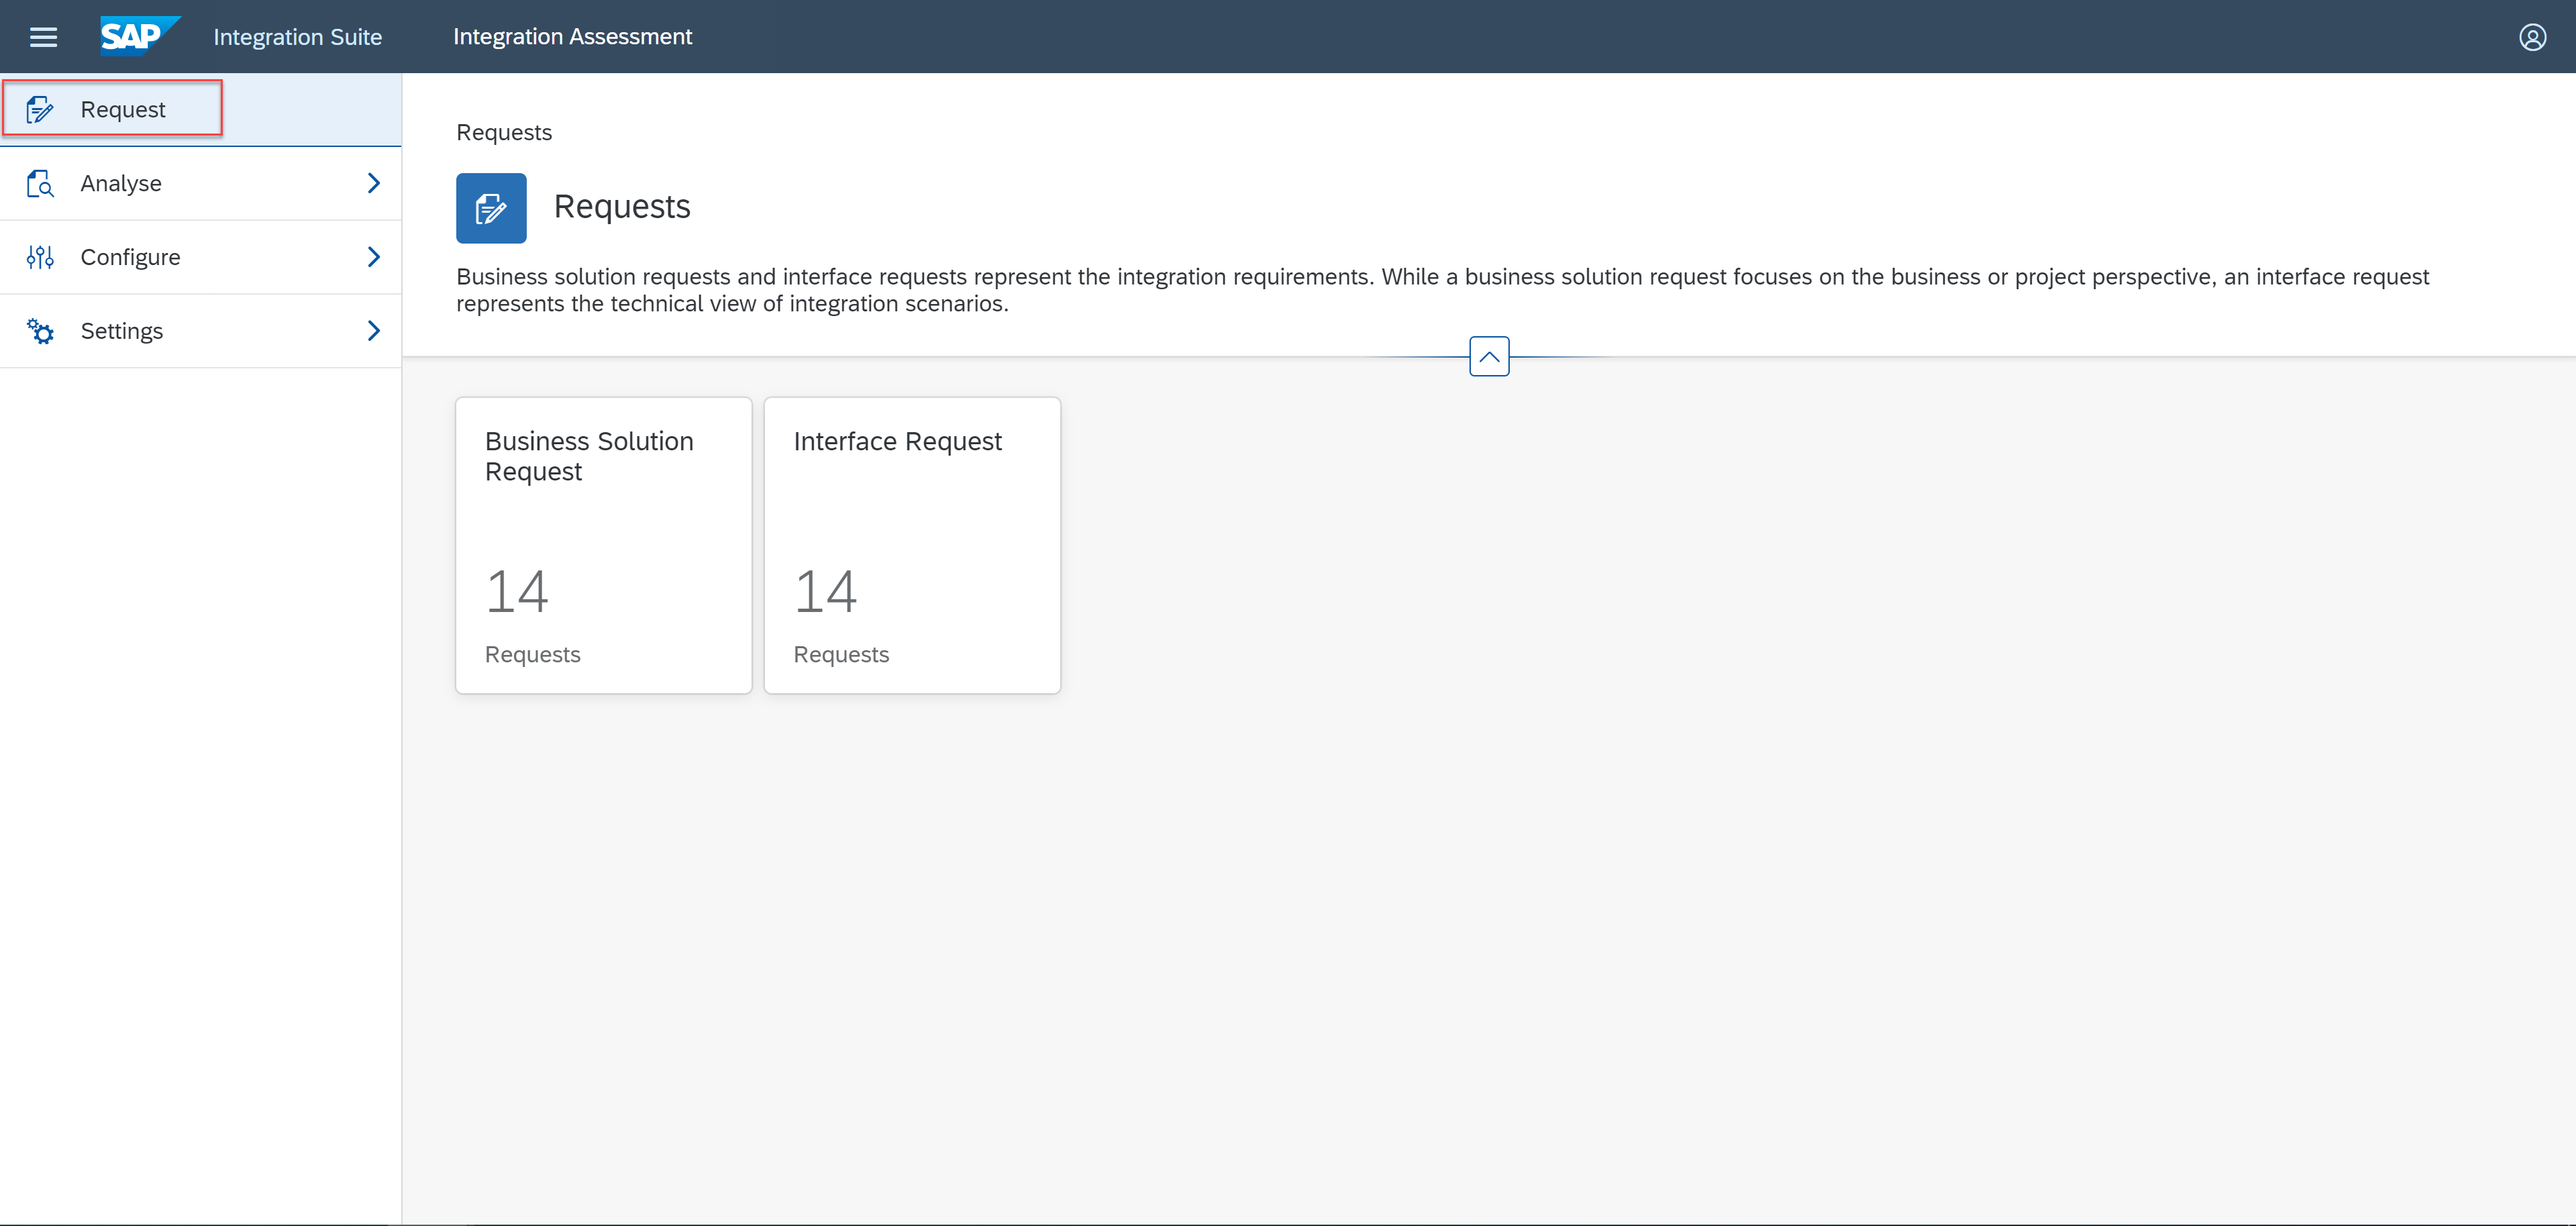 SAP Integration Suite Integration Assessment
Request
Analyse
Configure
Settings
Requests
Requests
Business solution requests and interface requests represent the integration requirements. While a business solution request focuses on the business or project perspective, an interface request
represents the technical view of integration scenarios.
Business Solution
Request
14
Requests
Interface Request
14
Requests